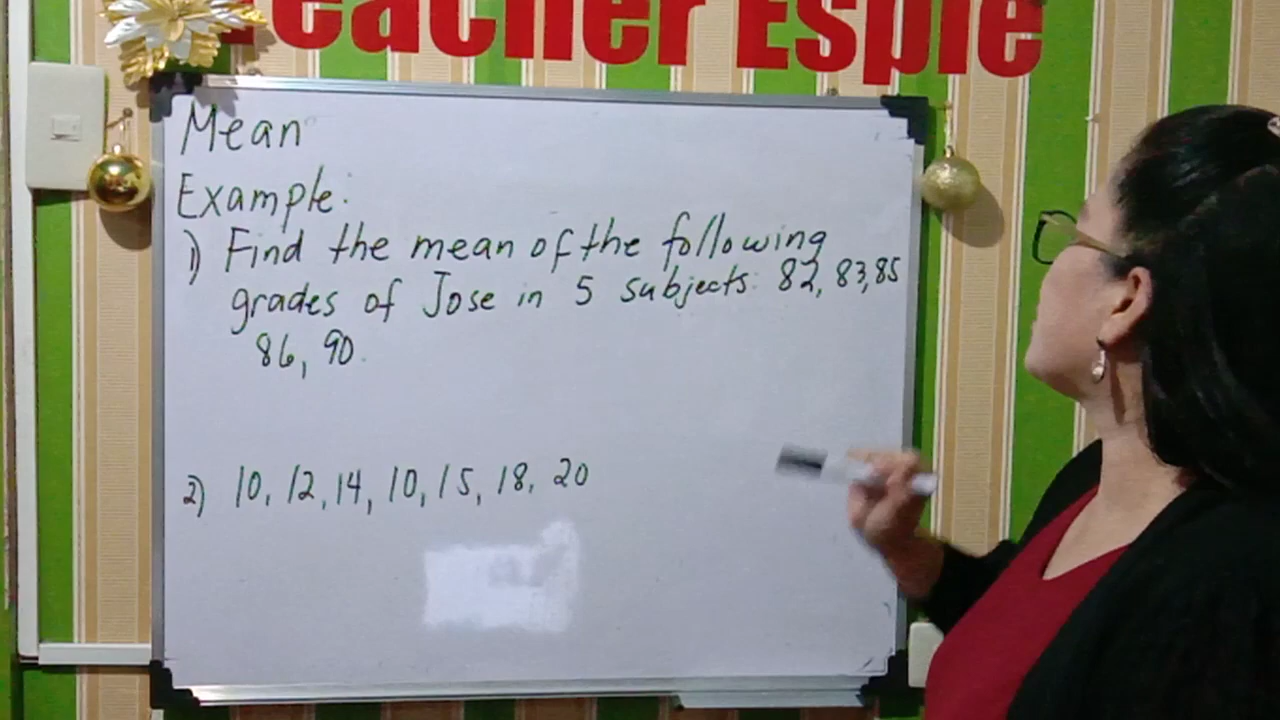 Teacher Espie
Mean
Example:
1) Find the mean of the following
grades of Jose in 5 subjects: 82, 83, 85
86, 90.
2) 10, 12, 14, 10, 15, 18, 20